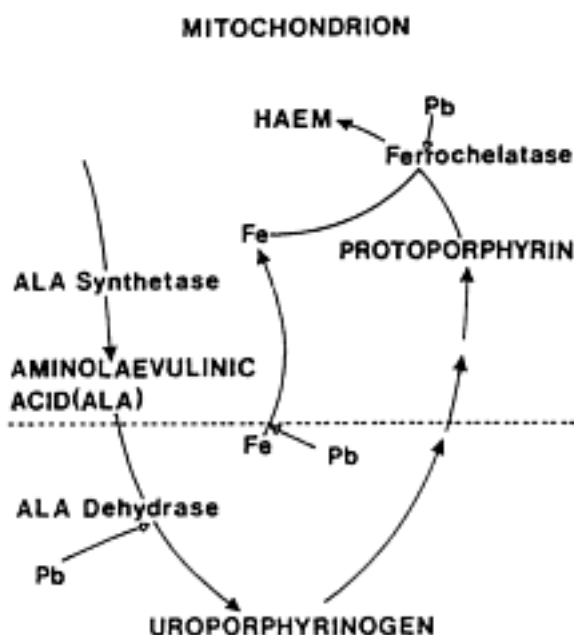 MITOCHONDRION
Pb
HAEM
Ferrochelatase
Fe
PROTOPORPHYRIN
ALA Synthetase
AMINOLAEVULINIC
ACID(ALA)
Fe
Pb
ALA Dehydrase
Pb
UROPORPHYRINOGEN